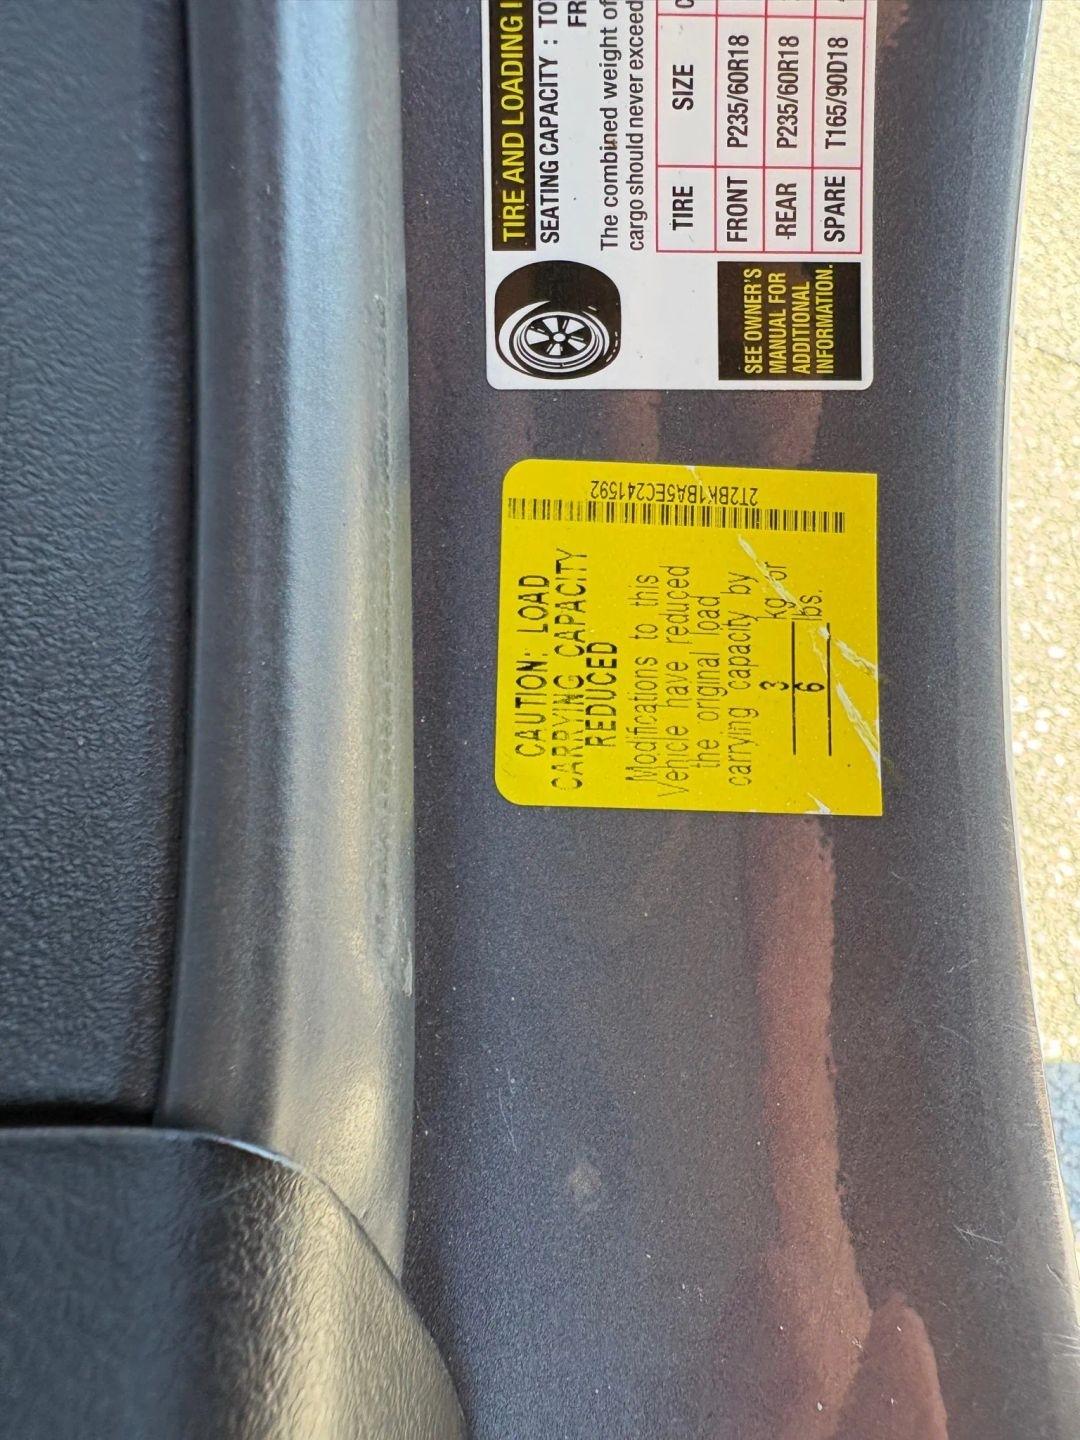 TIRE AND LOADING
SEATING CAPACITY :
The combined weight of
cargo should never exceed
TIRE SIZE
FRONT P235/60R18
REAR P235/60R18
SPARE T165/90D18
SEE OWNER'S
MANUAL FOR
ADDITIONAL
INFORMATION.
2T2BK1BA5EC241592
CAUTION: LOAD
CARRYING CAPACITY
REDUCED
Modifications to this
Vehicle have reduced
the original load
carrying capacity by
3 kg or
6 lbs.